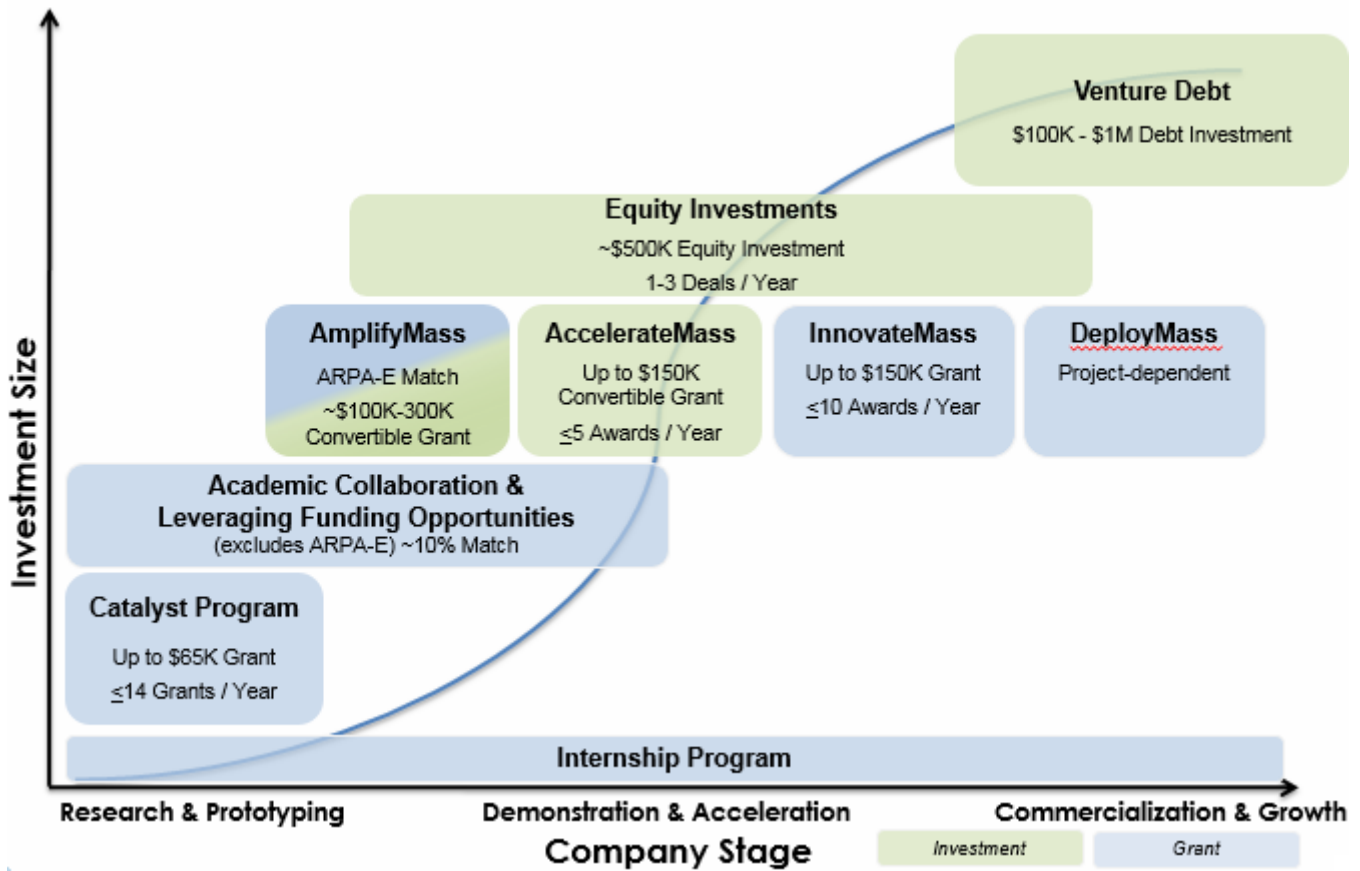 Investment Size
Venture Debt
$100K - $1M Debt Investment
Equity Investments
~$500K Equity Investment
1-3 Deals / Year
AmplifyMass
ARPA-E Match
~$100K-300K
Convertible Grant
AccelerateMass
Up to $150K
Convertible Grant
≤5 Awards / Year
InnovateMass
Up to $150K Grant
≤10 Awards / Year
DeployMass
Project-dependent
Academic Collaboration &
Leveraging Funding Opportunities
(excludes ARPA-E) ~10% Match
Catalyst Program
Up to $65K Grant
≤14 Grants / Year
Internship Program
Research & Prototyping
Demonstration & Acceleration
Commercialization & Growth
Company Stage
Investment
Grant